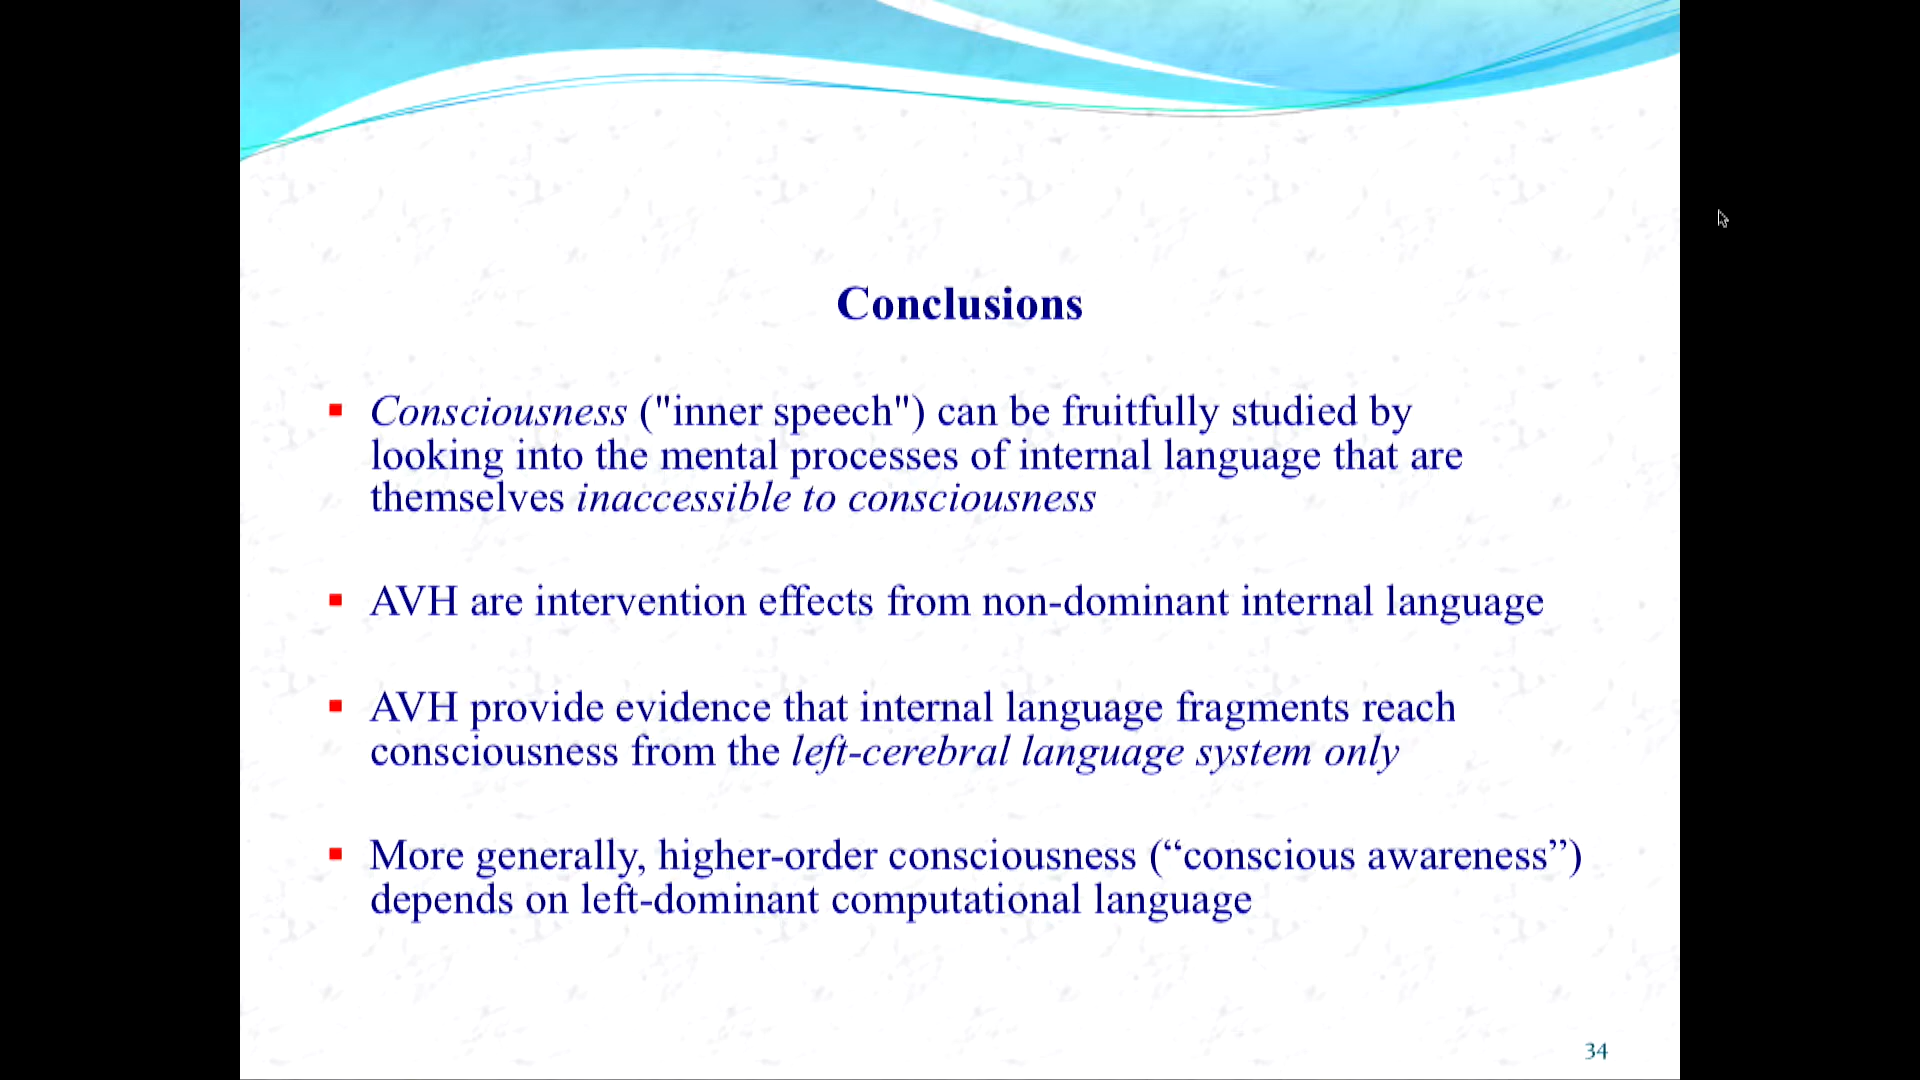 Conclusions
Consciousness ("inner speech") can be fruitfully studied by
looking into the mental processes of internal language that are
themselves inaccessible to consciousness
AVH are intervention effects from non-dominant internal language
AVH provide evidence that internal language fragments reach
consciousness from the left-cerebral language system only
More generally, higher-order consciousness (“conscious awareness”)
depends on left-dominant computational language
34